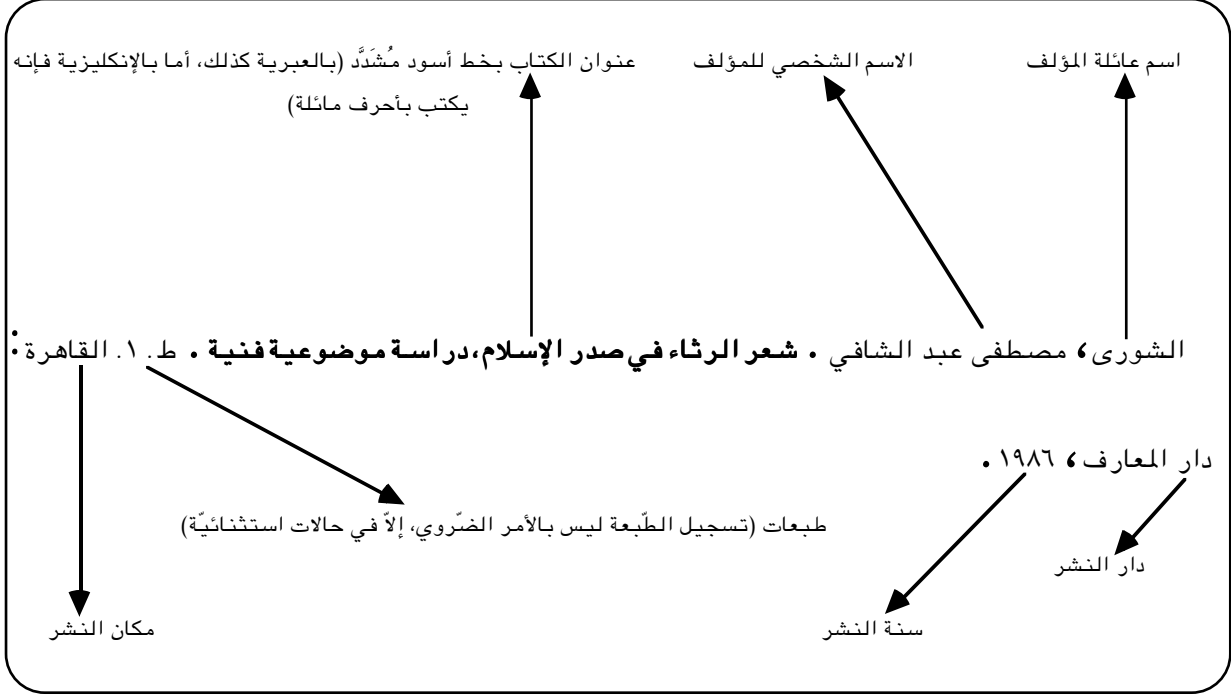 اسم عائلة المؤلف الاسم الشخصي للمؤلف عنوان الكتاب بخط أسود مُشَدَّد (بالعبرية كذلك، أما بالإنكليزية فإنه
يكتب بأحرف مائلة)
الشورى، مصطفى عبد الشافي . شعر الرثاء في صدر الإسلام،دراسة موضوعية فنية . ط. ١. القاهرة:
دار المعارف، ١٩٨٦.
طبعات (تسجيل الطّبعة ليس بالأمر الضّروي، إلاّ في حالات استثنائيّة)
دار النشر
سنة النشر مكان النشر